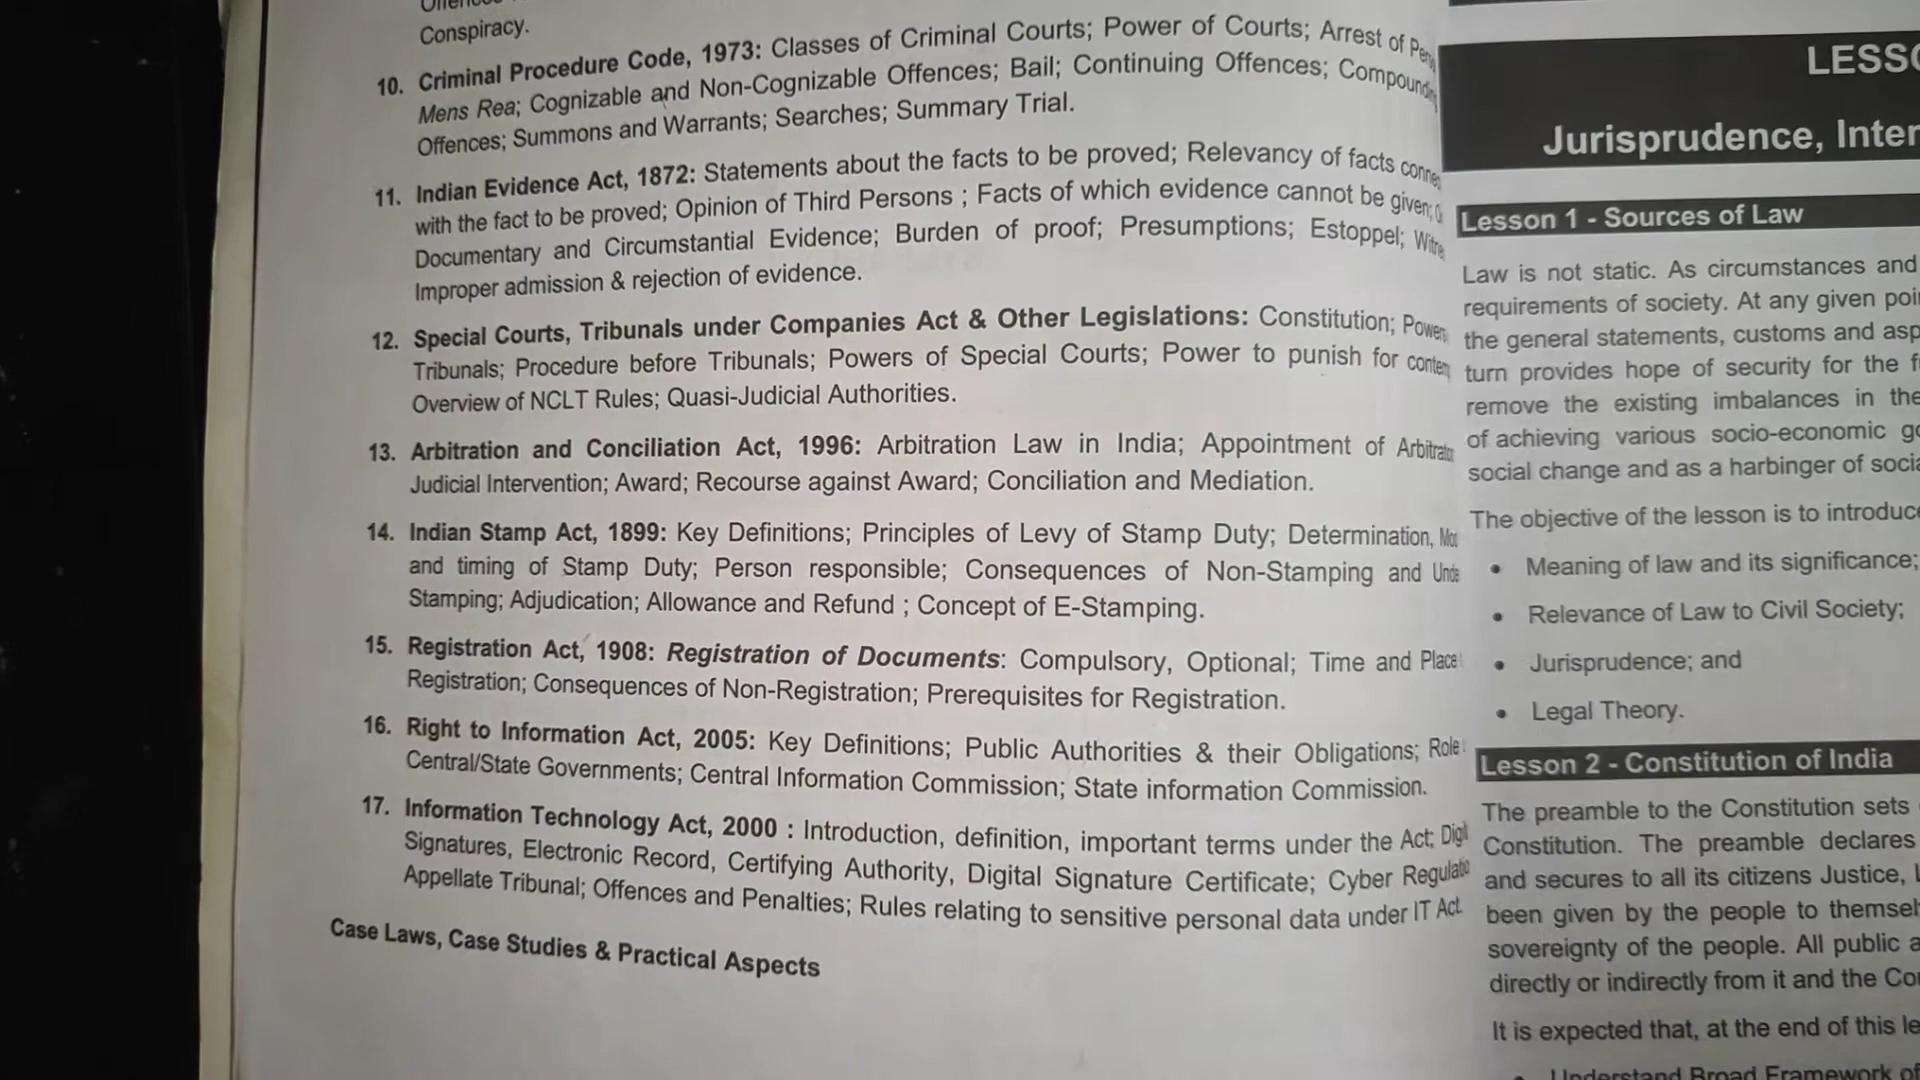 Conspiracy.
10. Criminal Procedure Code, 1973: Classes of Criminal Courts; Power of Courts; Arrest of
Mens Rea; Cognizable and Non-Cognizable Offences; Bail; Continuing Offences;
Offences; Summons and Warrants; Searches; Summary Trial.
11. Indian Evidence Act, 1872: Statements about the facts to be proved; Relevancy of facts
with the fact to be proved; Opinion of Third Persons ; Facts of which evidence cannot be given;
Documentary and Circumstantial Evidence; Burden of proof; Presumptions; Estoppel;
Improper admission & rejection of evidence.
12. Special Courts, Tribunals under Companies Act & Other Legislations: Constitution;
Tribunals; Procedure before Tribunals; Powers of Special Courts; Power to punish for
Overview of NCLT Rules; Quasi-Judicial Authorities.
13. Arbitration and Conciliation Act, 1996: Arbitration Law in India; Appointment of
Judicial Intervention; Award; Recourse against Award; Conciliation and Mediation.
14. Indian Stamp Act, 1899: Key Definitions; Principles of Levy of Stamp Duty; Determination,
and timing of Stamp Duty; Person responsible; Consequences of Non-Stamping and
Stamping; Adjudication; Allowance and Refund ; Concept of E-Stamping.
15. Registration Act, 1908: Registration of Documents: Compulsory, Optional; Time and Place
Registration; Consequences of Non-Registration; Prerequisites for Registration.
16. Right to Information Act, 2005: Key Definitions; Public Authorities & their Obligations; Role
Central/State Governments; Central Information Commission; State information Commission.
17. Information Technology Act, 2000 : Introduction, definition, important terms under the Act;
Signatures, Electronic Record, Certifying Authority, Digital Signature Certificate; Cyber
Appellate Tribunal; Offences and Penalties; Rules relating to sensitive personal data under IT Act.
Case Laws, Case Studies & Practical Aspects
Jurisprudence,
Lesson 1 - Sources of Law
Law is not static. As circumstances and
requirements of society. At any given
the general statements, customs and
turn provides hope of security for the
remove the existing imbalances in the
of achieving various socio-economic
social change and as a harbinger of
The objective of the lesson is to
• Meaning of law and its significance;
• Relevance of Law to Civil Society;
• Jurisprudence; and
• Legal Theory.
Lesson 2 - Constitution of India
The preamble to the Constitution sets
Constitution. The preamble declares
and secures to all its citizens Justice,
been given by the people to
sovereignty of the people. All public
directly or indirectly from it and the
It is expected that, at the end of this
• Understand Broad Framework of